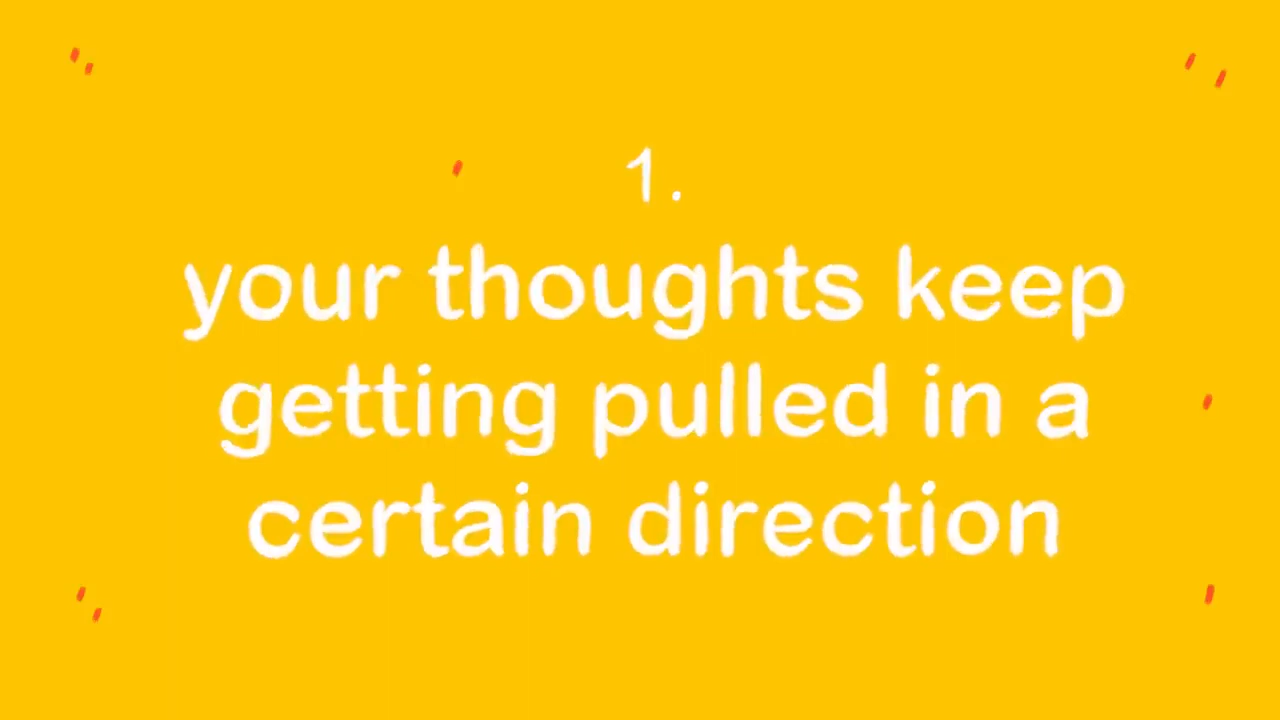 1.
your thoughts keep
getting pulled in a
certain direction